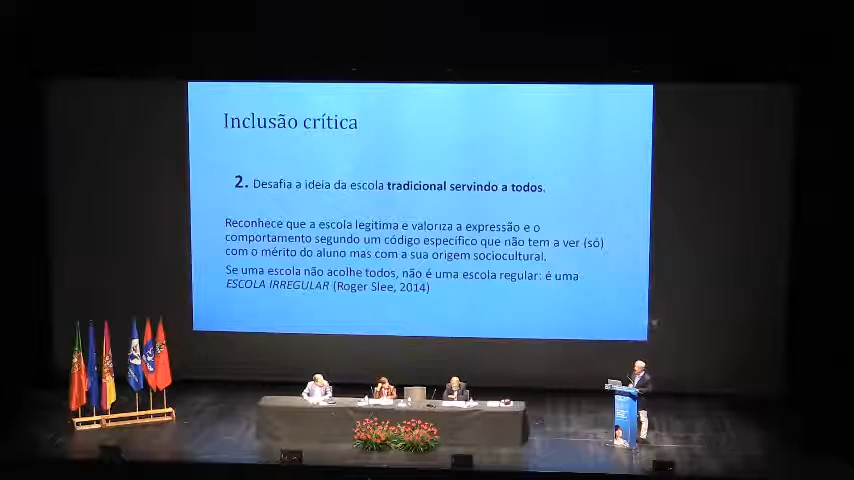 Inclusão crítica
2. Desafia a ideia da escola tradicional servindo a todos.
Reconhece que a escola legitima e valoriza a expressão e o
comportamento segundo um código específico que não tem a ver (só)
com o mérito do aluno mas com a sua origem sociocultural.
Se uma escola não acolhe todos, não é uma escola regular: é uma
ESCOLA IRREGULAR (Roger Slee, 2014)